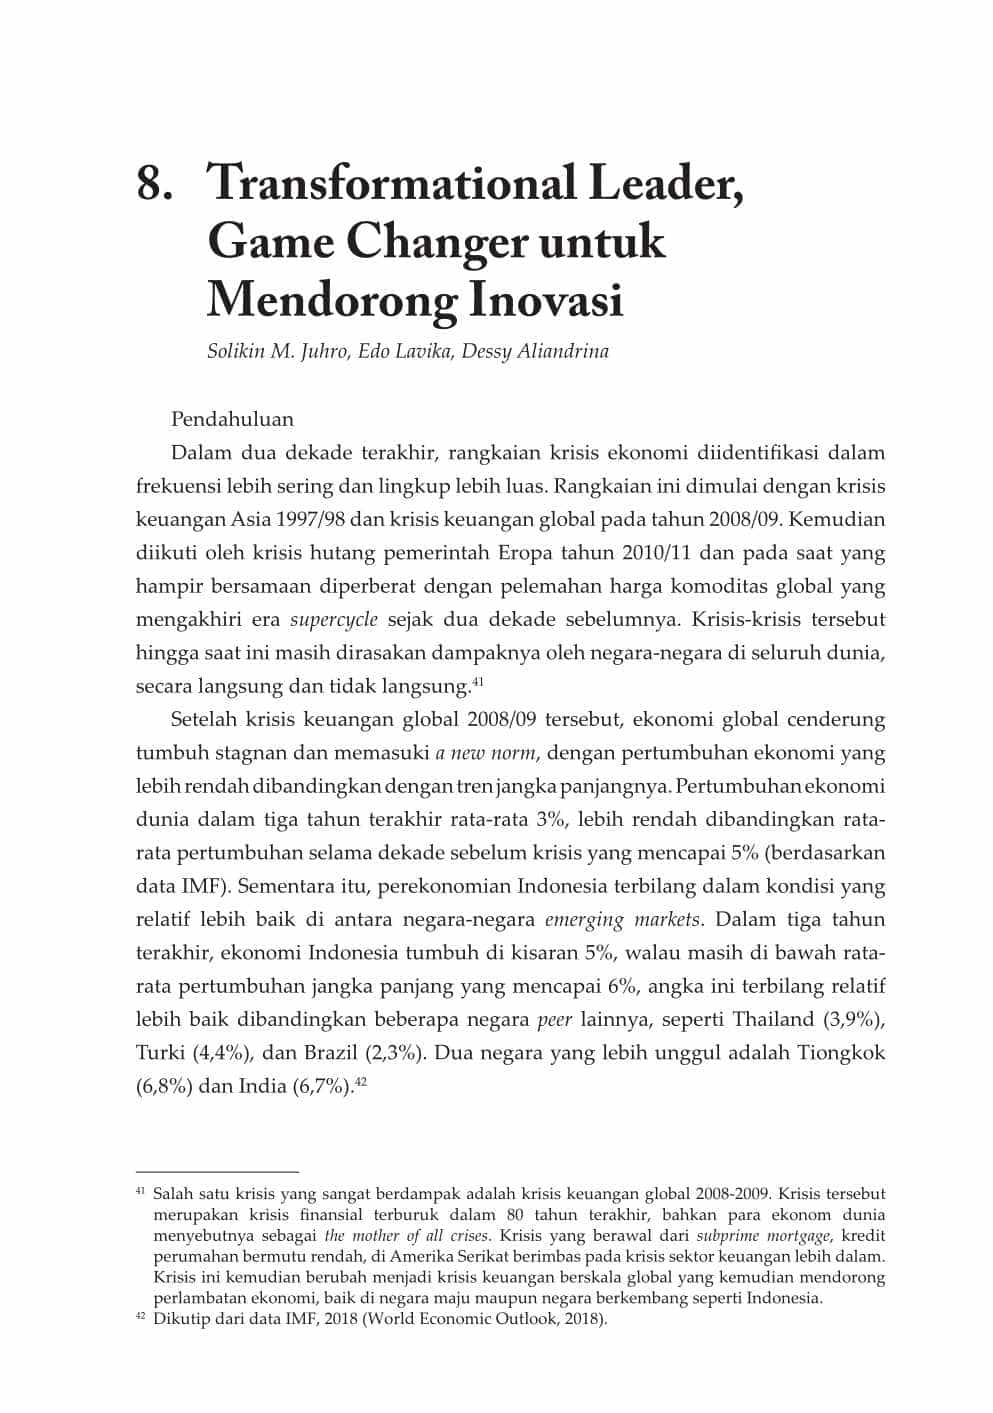 8. Transformational Leader,
Game Changer untuk
Mendorong Inovasi
Solikin M. Juhro, Edo Lavika, Dessy Aliandrina
Pendahuluan
Dalam dua dekade terakhir, rangkaian krisis ekonomi diidentifikasi dalam
frekuensi lebih sering dan lingkup lebih luas. Rangkaian ini dimulai dengan krisis
keuangan Asia 1997/98 dan krisis keuangan global pada tahun 2008/09. Kemudian
diikuti oleh krisis hutang pemerintah Eropa tahun 2010/11 dan pada saat yang
hampir bersamaan diperberat dengan pelemahan harga komoditas global yang
mengakhiri era supercycle sejak dua dekade sebelumnya. Krisis-krisis tersebut
hingga saat ini masih dirasakan dampaknya oleh negara-negara di seluruh dunia,
secara langsung dan tidak langsung.41
Setelah krisis keuangan global 2008/09 tersebut, ekonomi global cenderung
tumbuh stagnan dan memasuki a new norm, dengan pertumbuhan ekonomi yang
lebih rendah dibandingkan dengan tren jangka panjangnya. Pertumbuhan ekonomi
dunia dalam tiga tahun terakhir rata-rata 3%, lebih rendah dibandingkan rata-
rata pertumbuhan selama dekade sebelum krisis yang mencapai 5% (berdasarkan
data IMF). Sementara itu, perekonomian Indonesia terbilang dalam kondisi yang
relatif lebih baik di antara negara-negara emerging markets. Dalam tiga tahun
terakhir, ekonomi Indonesia tumbuh di kisaran 5%, walau masih di bawah rata-
rata pertumbuhan jangka panjang yang mencapai 6%, angka ini terbilang relatif
lebih baik dibandingkan beberapa negara peer lainnya, seperti Thailand (3,9%),
Turki (4,4%), dan Brazil (2,3%). Dua negara yang lebih unggul adalah Tiongkok
(6,8%) dan India (6,7%).42
41 Salah satu krisis yang sangat berdampak adalah krisis keuangan global 2008-2009. Krisis tersebut
merupakan krisis finansial terburuk dalam 80 tahun terakhir, bahkan para ekonom dunia
menyebutnya sebagai the mother of all crises. Krisis yang berawal dari subprime mortgage, kredit
perumahan bermutu rendah, di Amerika Serikat berimbas pada krisis sektor keuangan lebih dalam.
Krisis ini kemudian berubah menjadi krisis keuangan berskala global yang kemudian mendorong
perlambatan ekonomi, baik di negara maju maupun negara berkembang seperti Indonesia.
42 Dikutip dari data IMF, 2018 (World Economic Outlook, 2018).